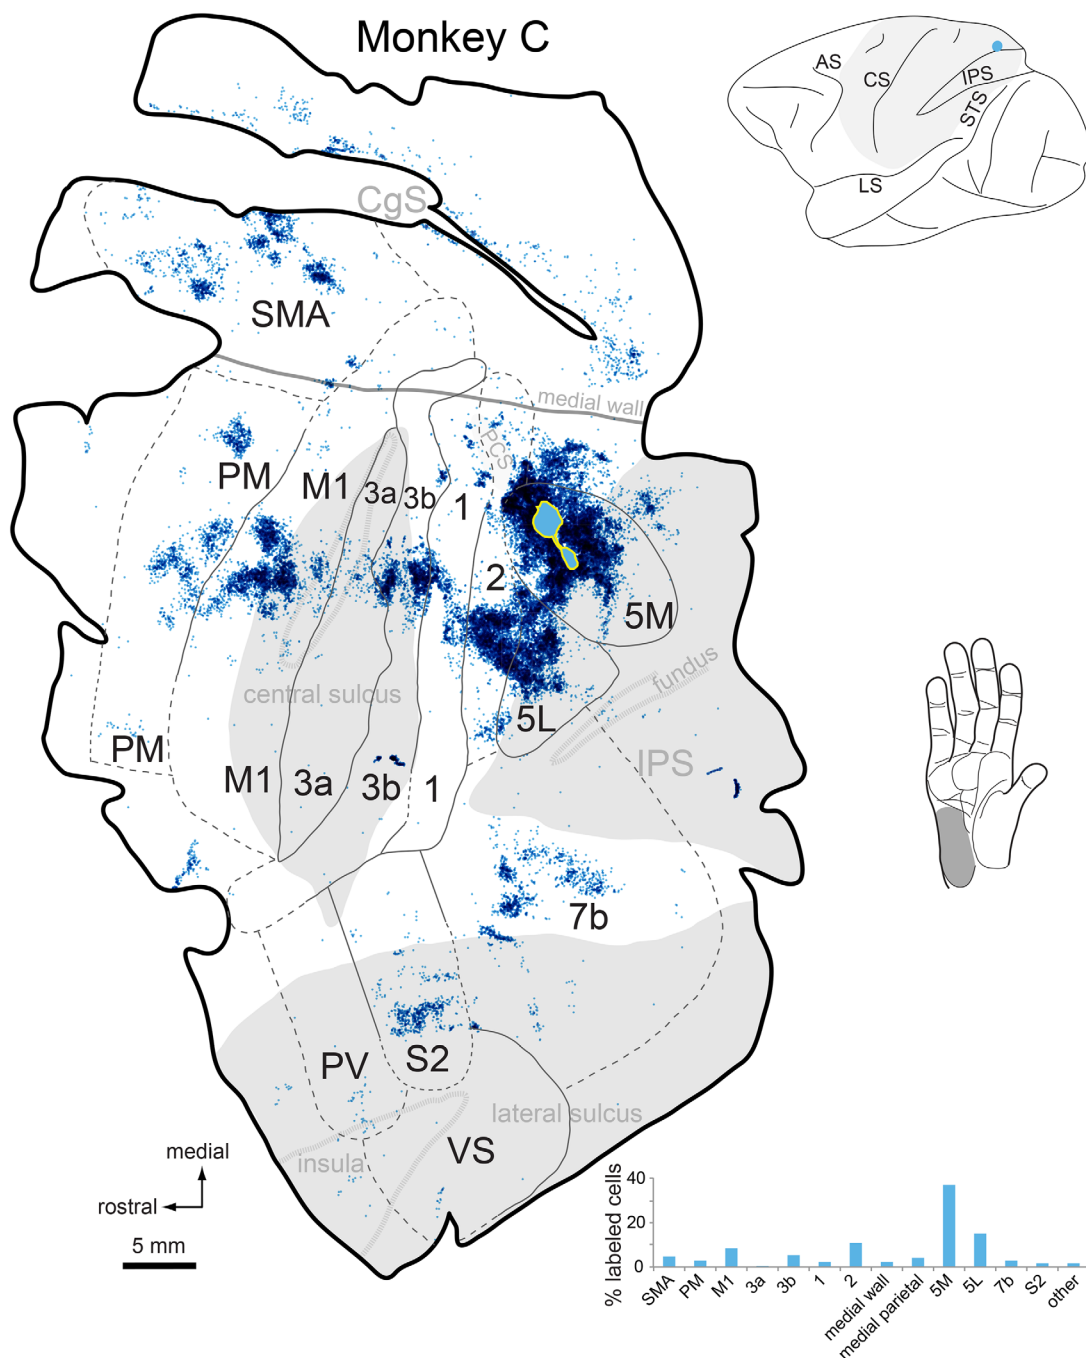 Monkey C
AS
CS
IPS
STS
LS
CgS
SMA
medial wall
PCS
PM
M1
3a
3b
1
2
5M
fundus
central sulcus
5L
PM
M1
3a
3b
1
IPS
7b
PV
S2
lateral sulcus
insula
VS
medial
rostral
5 mm
% labeled cells
40
20
0
SMA
PM
M1
3a
3b
1
2
medial wall
medial parietal
5M
5L
7b
S2
other